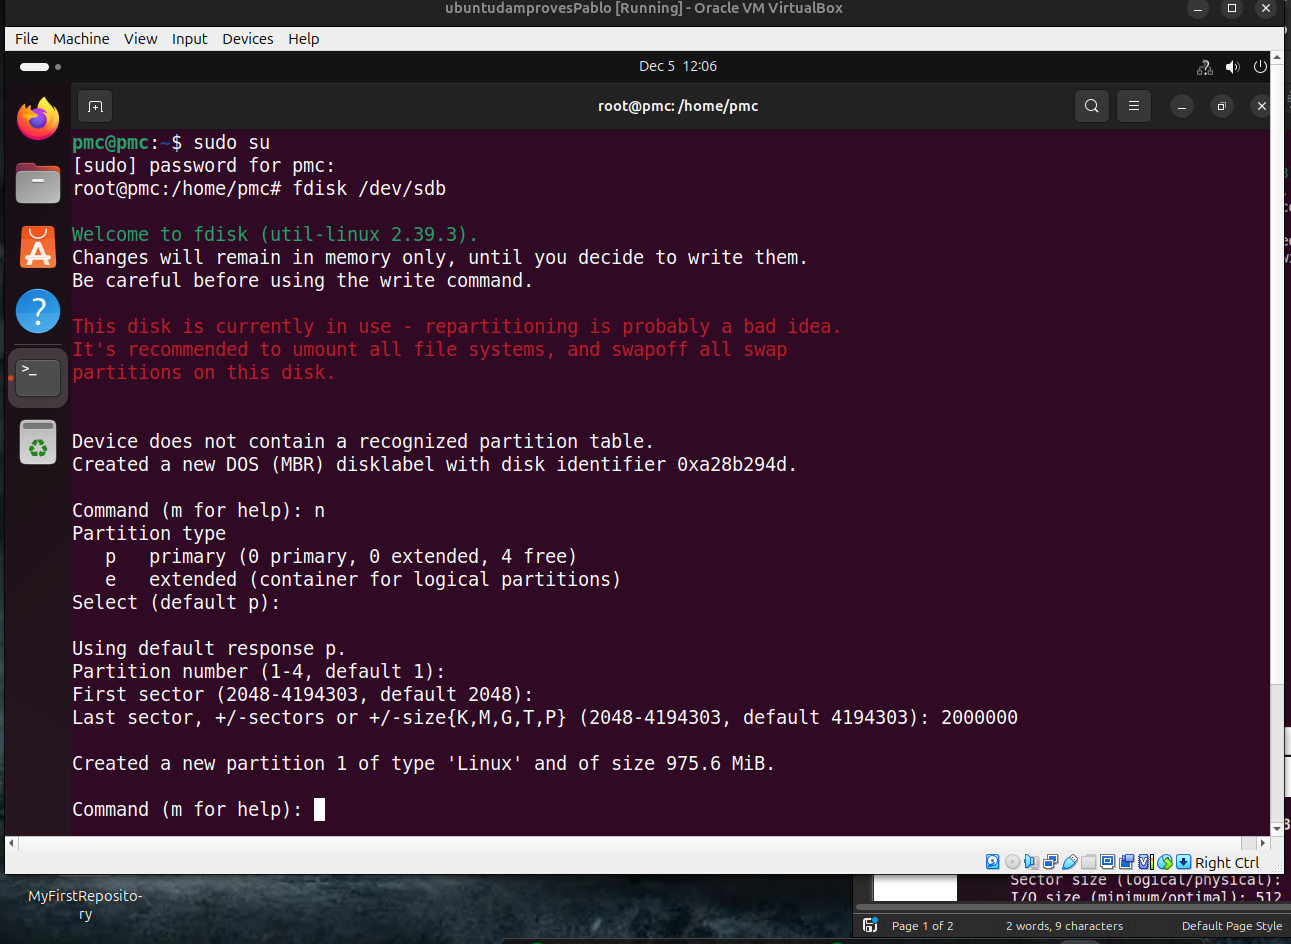 ubuntudamprovesPablo [Running] - Oracle VM VirtualBox
File Machine View Input Devices Help
Dec 5 12:06
root@pmc: /home/pmc
pmc@pmc:~$ sudo su
[sudo] password for pmc:
root@pmc:/home/pmc# fdisk /dev/sdb
Welcome to fdisk (util-linux 2.39.3).
Changes will remain in memory only, until you decide to write them.
Be careful before using the write command.
This disk is currently in use - repartitioning is probably a bad idea.
It's recommended to umount all file systems, and swapoff all swap
partitions on this disk.
Device does not contain a recognized partition table.
Created a new DOS (MBR) disklabel with disk identifier 0xa28b294d.
Command (m for help): n
Partition type
   p   primary (0 primary, 0 extended, 4 free)
   e   extended (container for logical partitions)
Select (default p):
Using default response p.
Partition number (1-4, default 1):
First sector (2048-4194303, default 2048):
Last sector, +/-sectors or +/-size{K,M,G,T,P} (2048-4194303, default 4194303): 2000000
Created a new partition 1 of type 'Linux' and of size 975.6 MiB.
Command (m for help):
Right Ctrl
MyFirstReposito-
ry
Sector size (logical/physical):
I/O size (minimum/optimal): 512
Page 1 of 2
2 words, 9 characters
Default Page Style